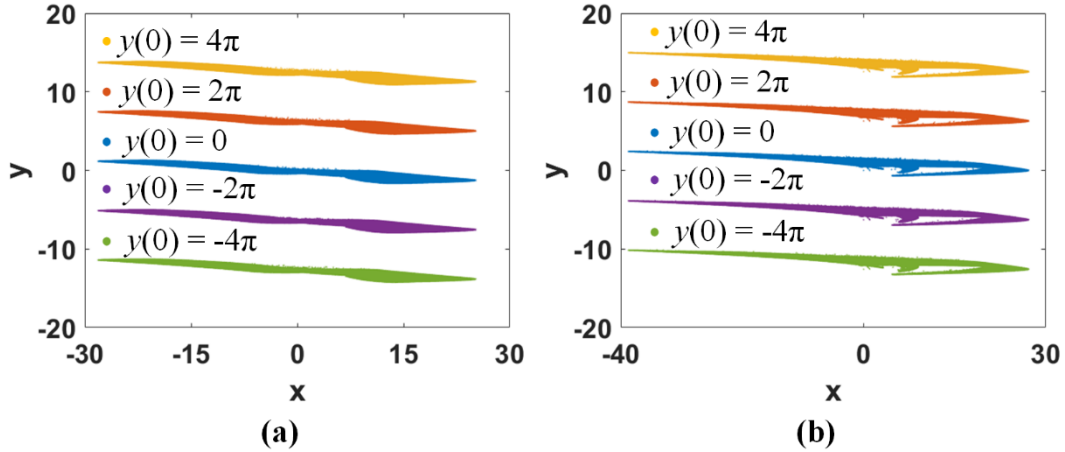 20
10
0
-10
-20
y
y(0) = 4π
y(0) = 2π
y(0) = 0
y(0) = -2π
y(0) = -4π
-30 -15 0 15 30
x
(a)
20
10
0
-10
-20
y
y(0) = 4π
y(0) = 2π
y(0) = 0
y(0) = -2π
y(0) = -4π
-40 0 30
x
(b)